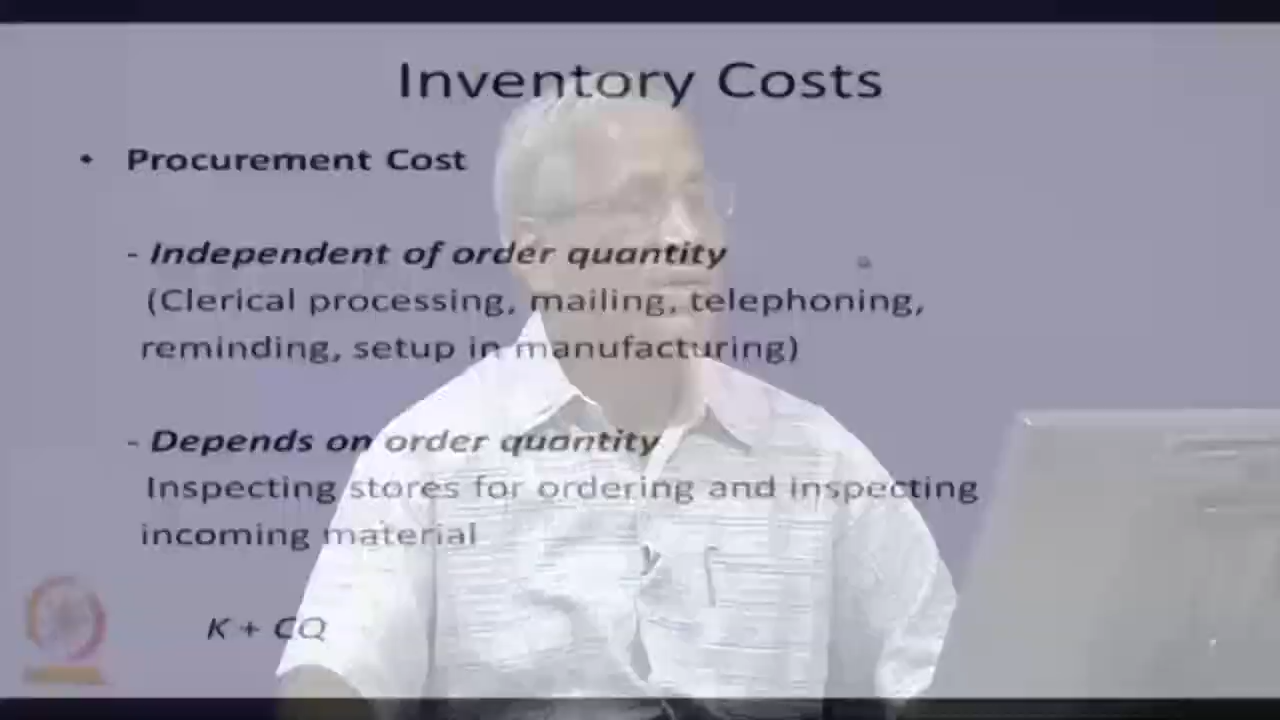 Inventory Costs
• Procurement Cost
- Independent of order quantity
(Clerical processing, mailing, telephoning,
reminding, setup in manufacturing)
- Depends on order quantity
Inspecting stores for ordering and inspecting
incoming material
K + CQ